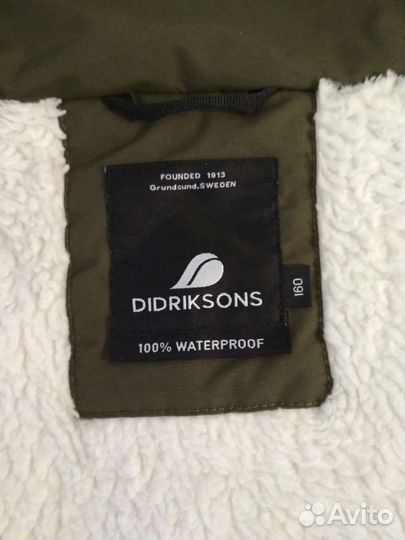 FOUNDED 1913
Grundsund, SWEDEN
DIDRIKSONS
160
100% WATERPROOF
Avito